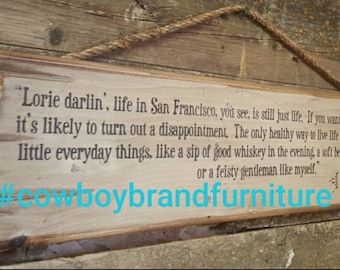 "Lorie darlin', life in San Francisco, you see, is still just life. If you want
it's likely to turn out a disappointment. The only healthy way to live life
little everyday things, like a sip of good whiskey in the evening, a soft be
or a feisty gentleman like myself."
#cowboybrandfurniture